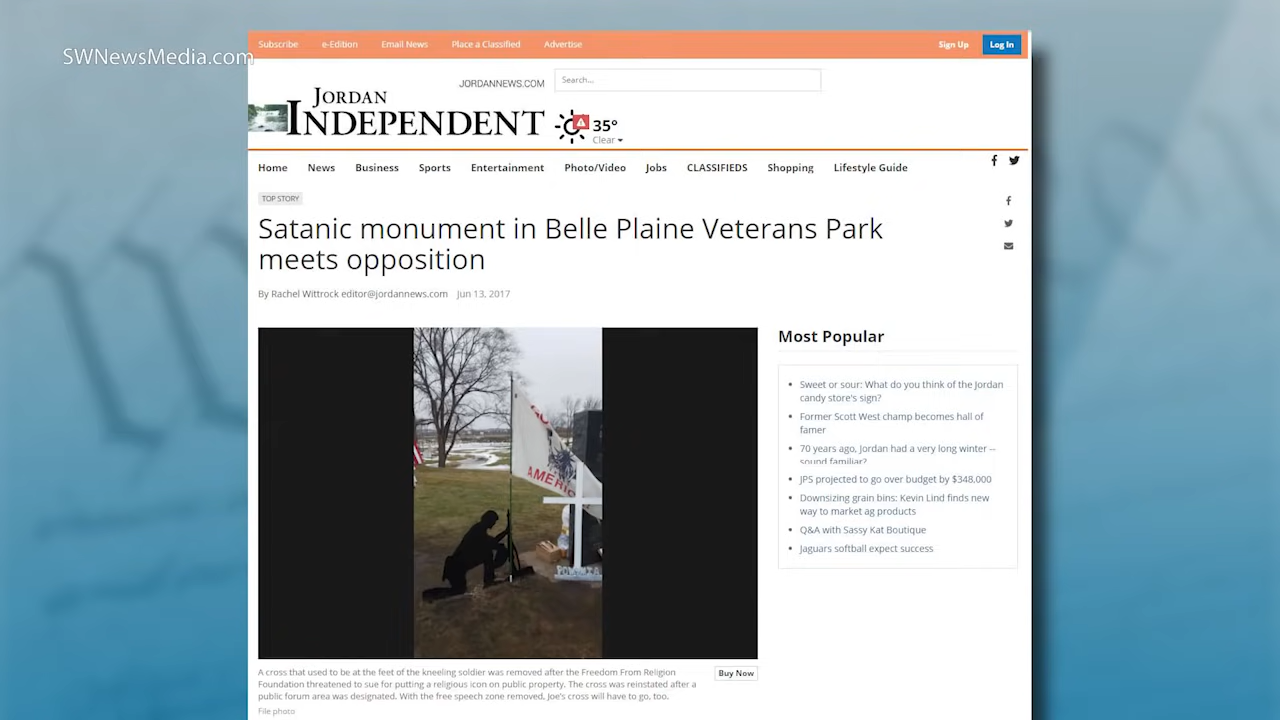 SWNewsMedia.com
Subscribe e-Edition Email News Place a Classified Advertise Sign Up Log In
JORDANNEWS.COM Search...
JORDAN
INDEPENDENT
35°
Clear
Home News Business Sports Entertainment Photo/Video Jobs CLASSIFIEDS Shopping Lifestyle Guide
TOP STORY
Satanic monument in Belle Plaine Veterans Park
meets opposition
By Rachel Wittrock editor@jordannews.com Jun 13, 2017
AMERIC
POW MIA
A cross that used to be at the feet of the kneeling soldier was removed after the Freedom From Religion
Foundation threatened to sue for putting a religious icon on public property. The cross was reinstated after a
public forum area was designated. With the free speech zone removed, Joe's cross will have to go, too.
Buy Now
File photo
Most Popular
Sweet or sour: What do you think of the Jordan
candy store's sign?
Former Scott West champ becomes hall of
famer
70 years ago, Jordan had a very long winter --
sound familiar?
JPS projected to go over budget by $348,000
Downsizing grain bins: Kevin Lind finds new
way to market ag products
Q&A with Sassy Kat Boutique
Jaguars softball expect success